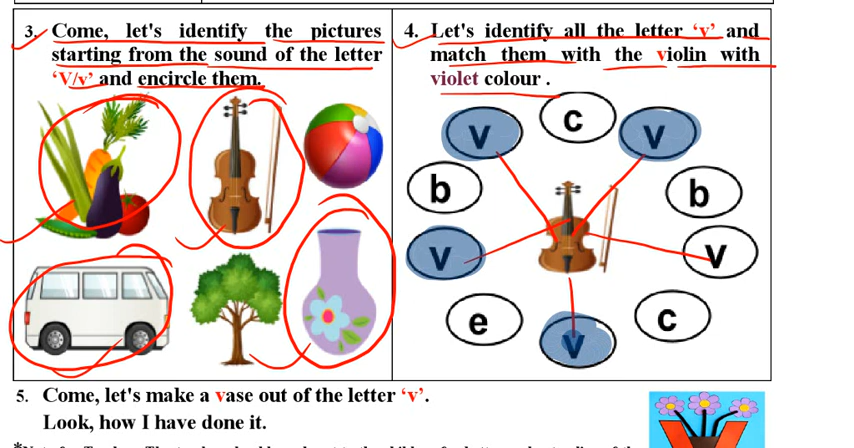 3. Come, let's identify the pictures
starting from the sound of the letter
‘V/v’ and encircle them.
4. Let's identify all the letter ‘v’ and
match them with the violin with
violet colour .
c
v
v
b
b
v
v
e
c
v
5. Come, let's make a vase out of the letter ‘v’.
Look, how I have done it.